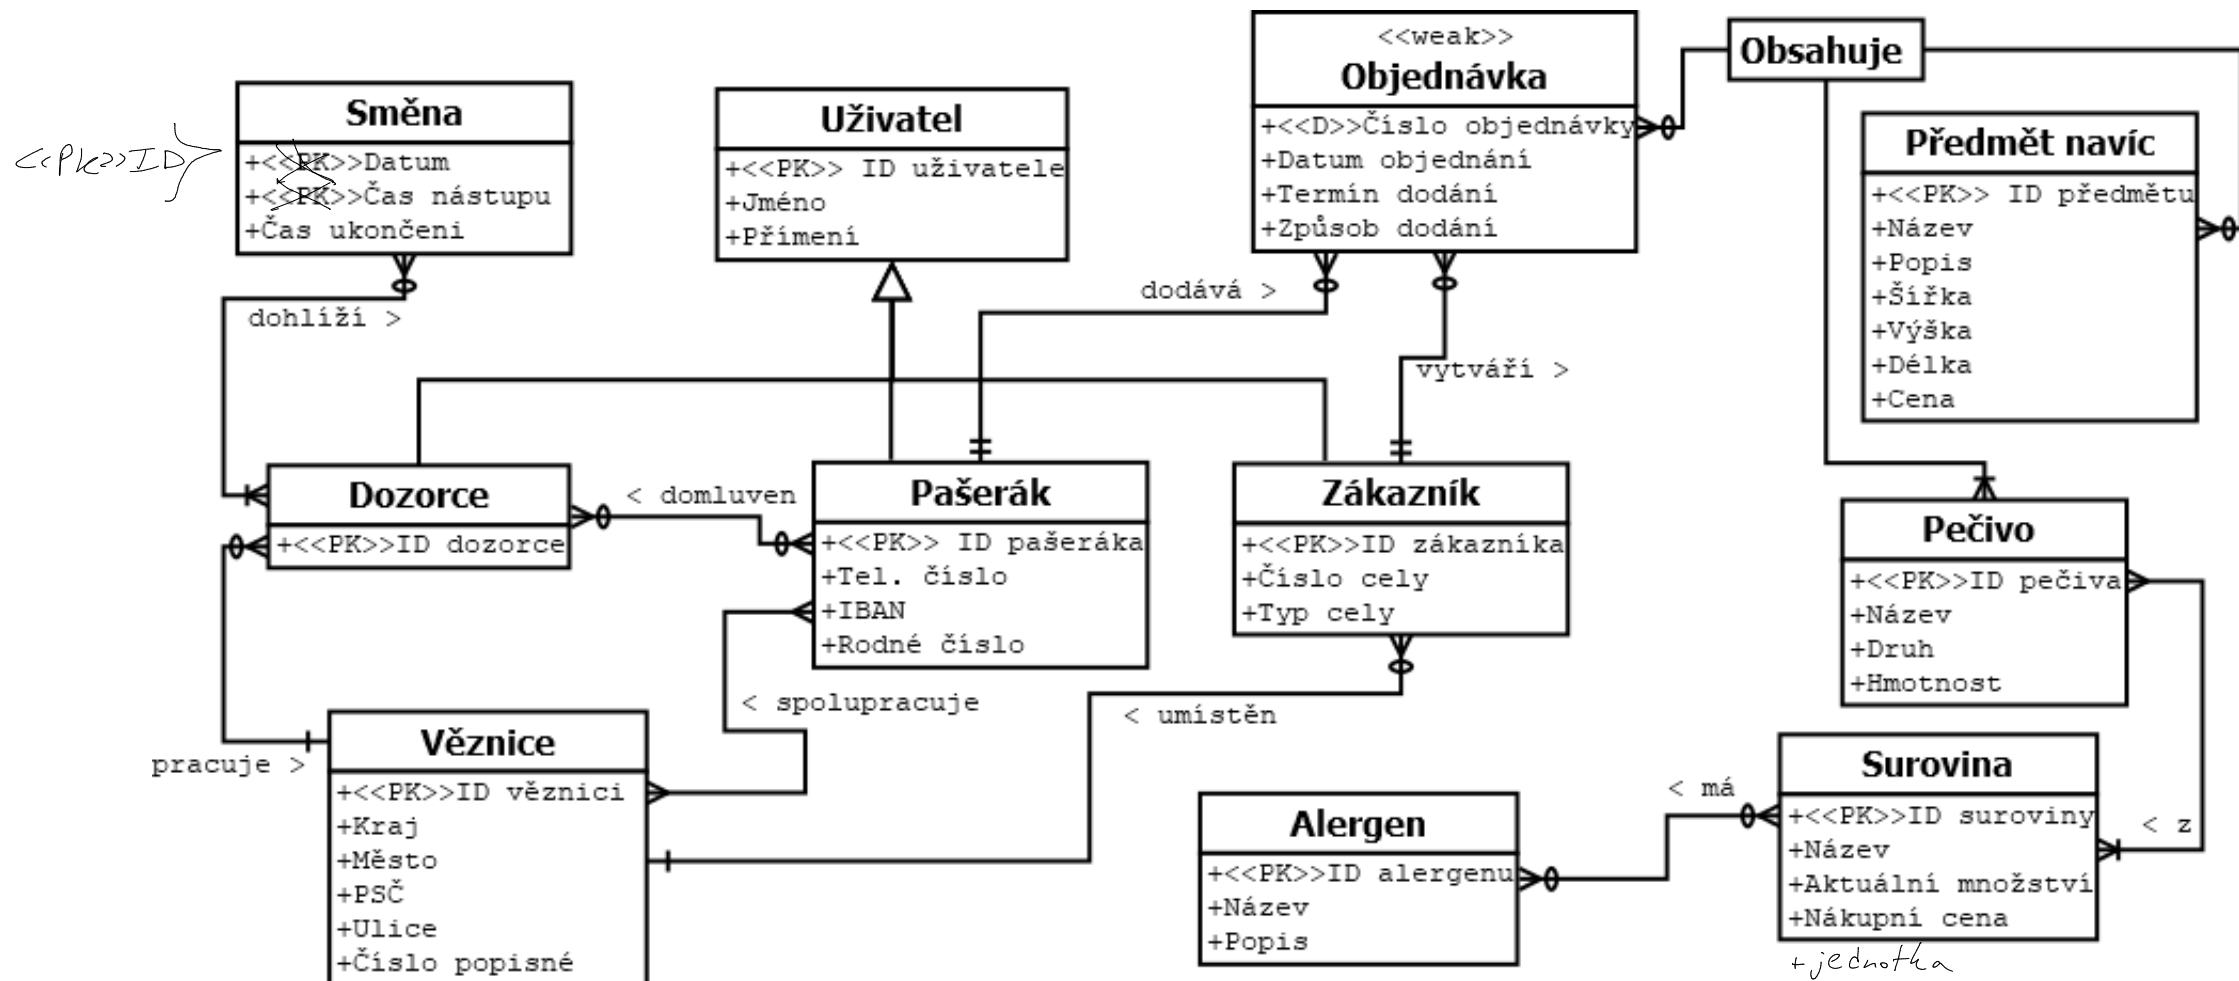 <<PK>>ID
Směna
+<<PK>>Datum
+<<PK>>Čas nástupu
+Čas ukončeni
dohlíží >
Uživatel
+<<PK>> ID uživatele
+Jméno
+Přímení
<<weak>>
Objednávka
+<<D>>Číslo objednávky
+Datum objednání
+Termín dodání
+Způsob dodání
dodává >
vytváří >
Obsahuje
Předmět navíc
+<<PK>> ID předmětu
+Název
+Popis
+Šířka
+Výška
+Délka
+Cena
Dozorce
+<<PK>>ID dozorce
< domluven
Pašerák
+<<PK>> ID pašeráka
+Tel. číslo
+IBAN
+Rodné číslo
Zákazník
+<<PK>>ID zákazníka
+Číslo cely
+Typ cely
Pečivo
+<<PK>>ID pečiva
+Název
+Druh
+Hmotnost
< spolupracuje
< umístěn
pracuje >
Věznice
+<<PK>>ID věznici
+Kraj
+Město
+PSČ
+Ulice
+Číslo popisné
Alergen
+<<PK>>ID alergenu
+Název
+Popis
< má
Surovina
+<<PK>>ID suroviny
+Název
+Aktuální množství
+Nákupní cena
+jednotka
< z